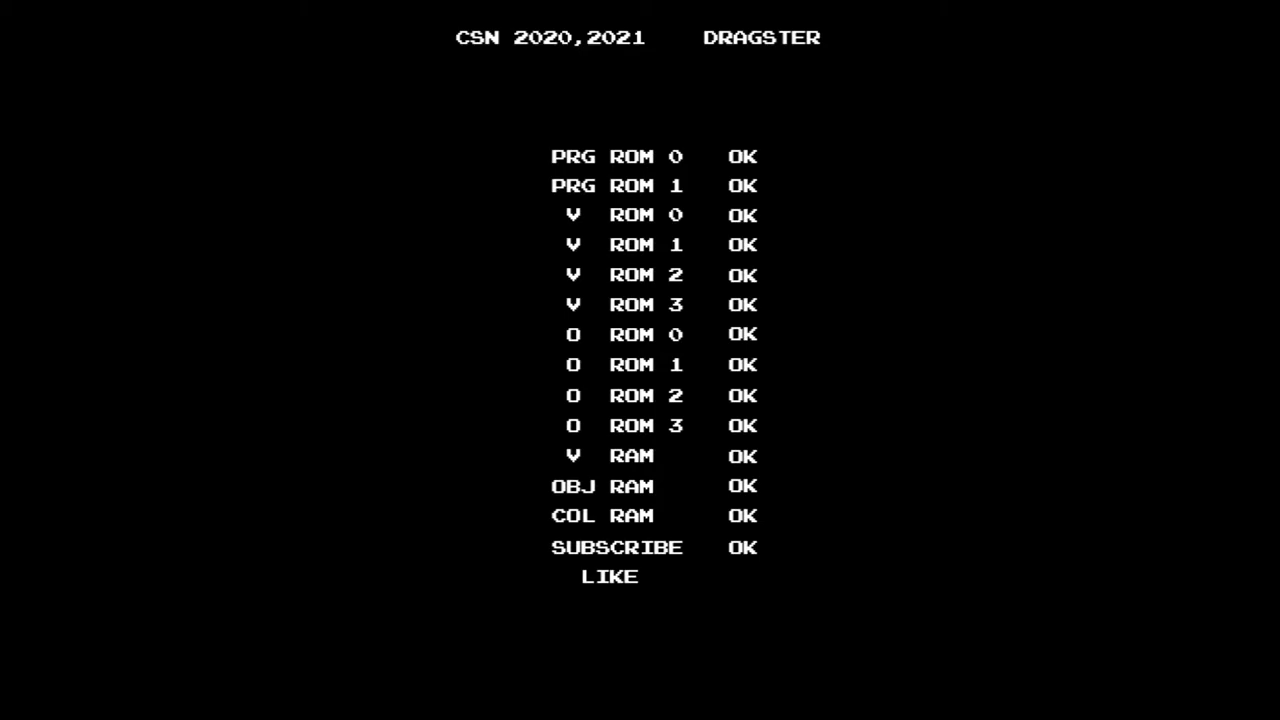 CSN 2020,2021 DRAGSTER
PRG ROM 0 OK
PRG ROM 1 OK
V ROM 0 OK
V ROM 1 OK
V ROM 2 OK
V ROM 3 OK
O ROM 0 OK
O ROM 1 OK
O ROM 2 OK
O ROM 3 OK
V RAM OK
OBJ RAM OK
COL RAM OK
SUBSCRIBE OK
LIKE